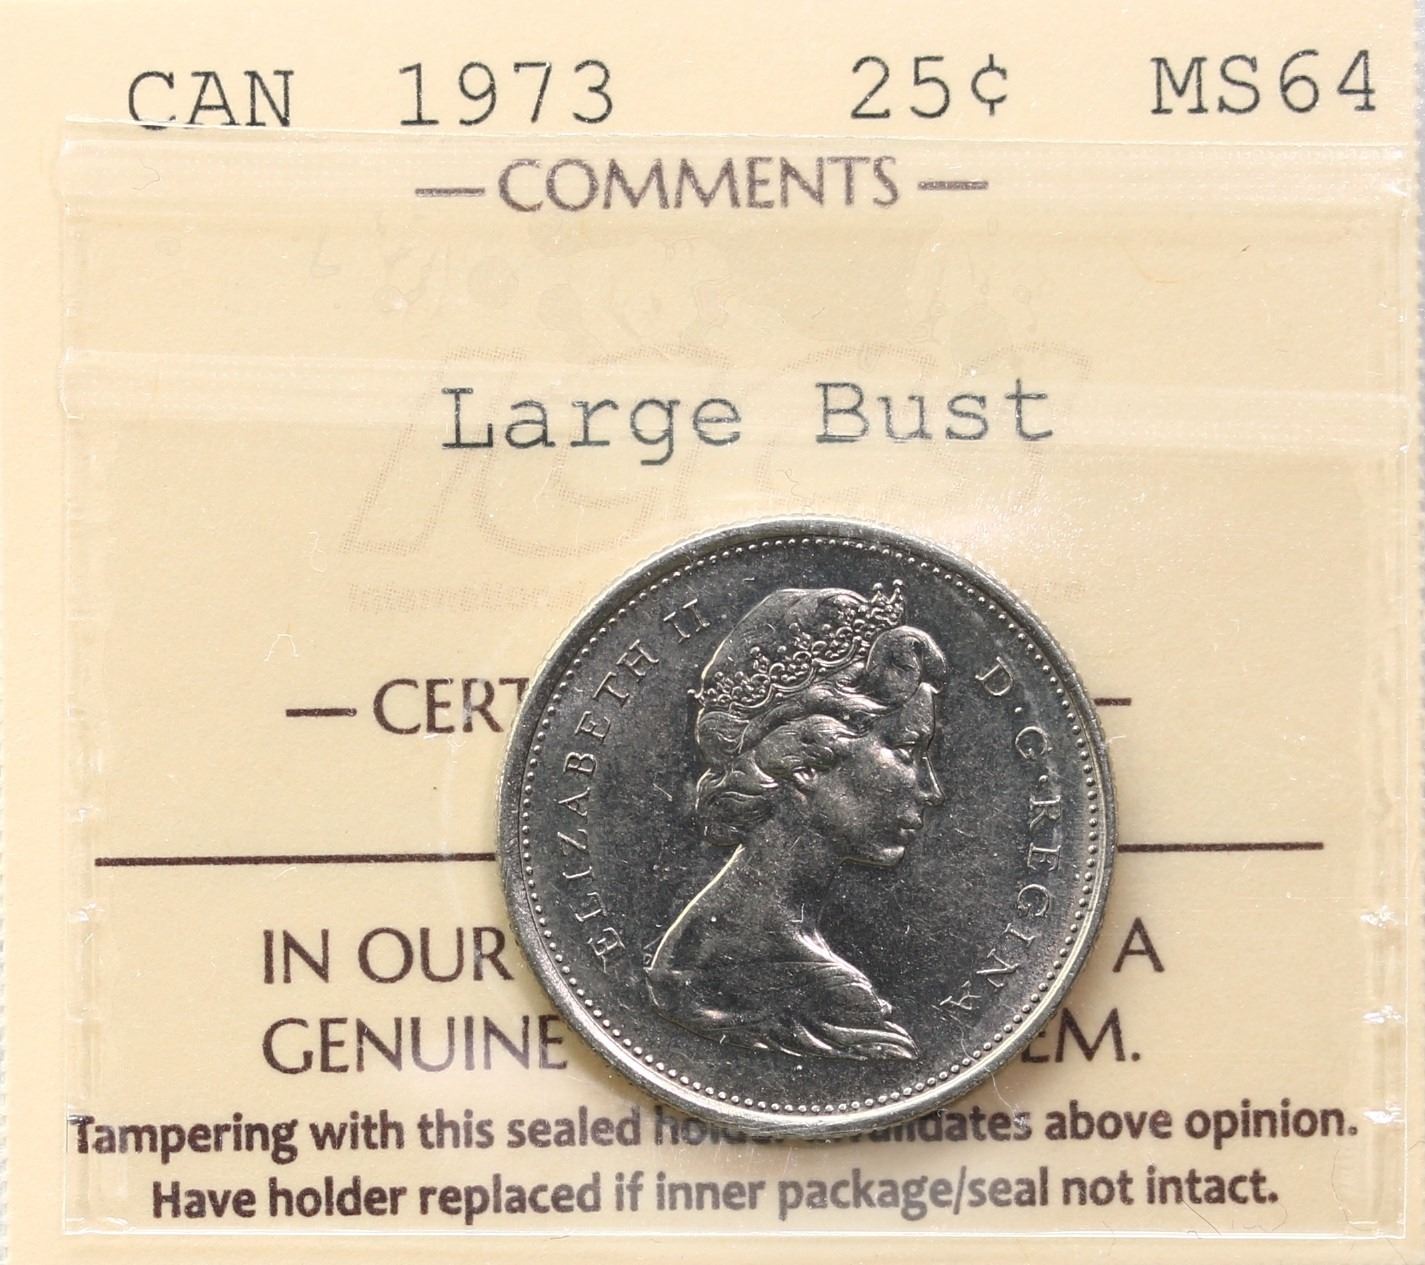 CAN 1973 25¢ MS64
— COMMENTS —
Large Bust
ICCS
ELIZABETH II D·G·REGINA
— CERT —
IN OUR A
GENUINE EM.
Tampering with this sealed holder invalidates above opinion.
Have holder replaced if inner package/seal not intact.